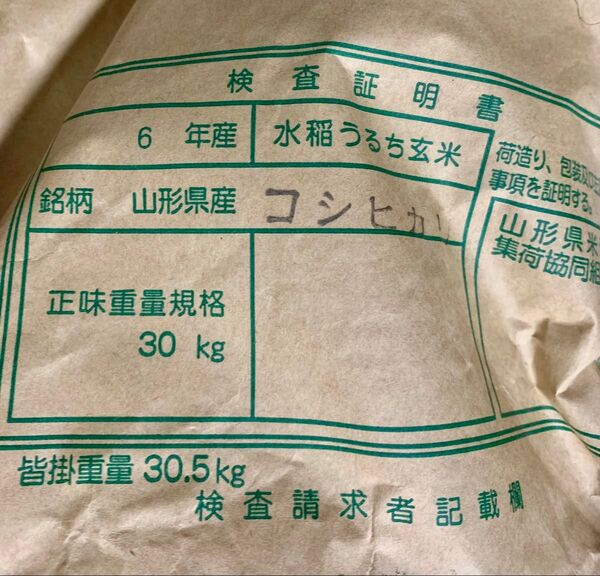 検査証明書
6 年産 水稲うるち玄米
銘柄 山形県産 コシヒカリ
正味重量規格
30 kg
荷造り、包装
事項を証明する。
山形県米
集荷協同組
皆掛重量 30.5kg
検査請求者記載欄